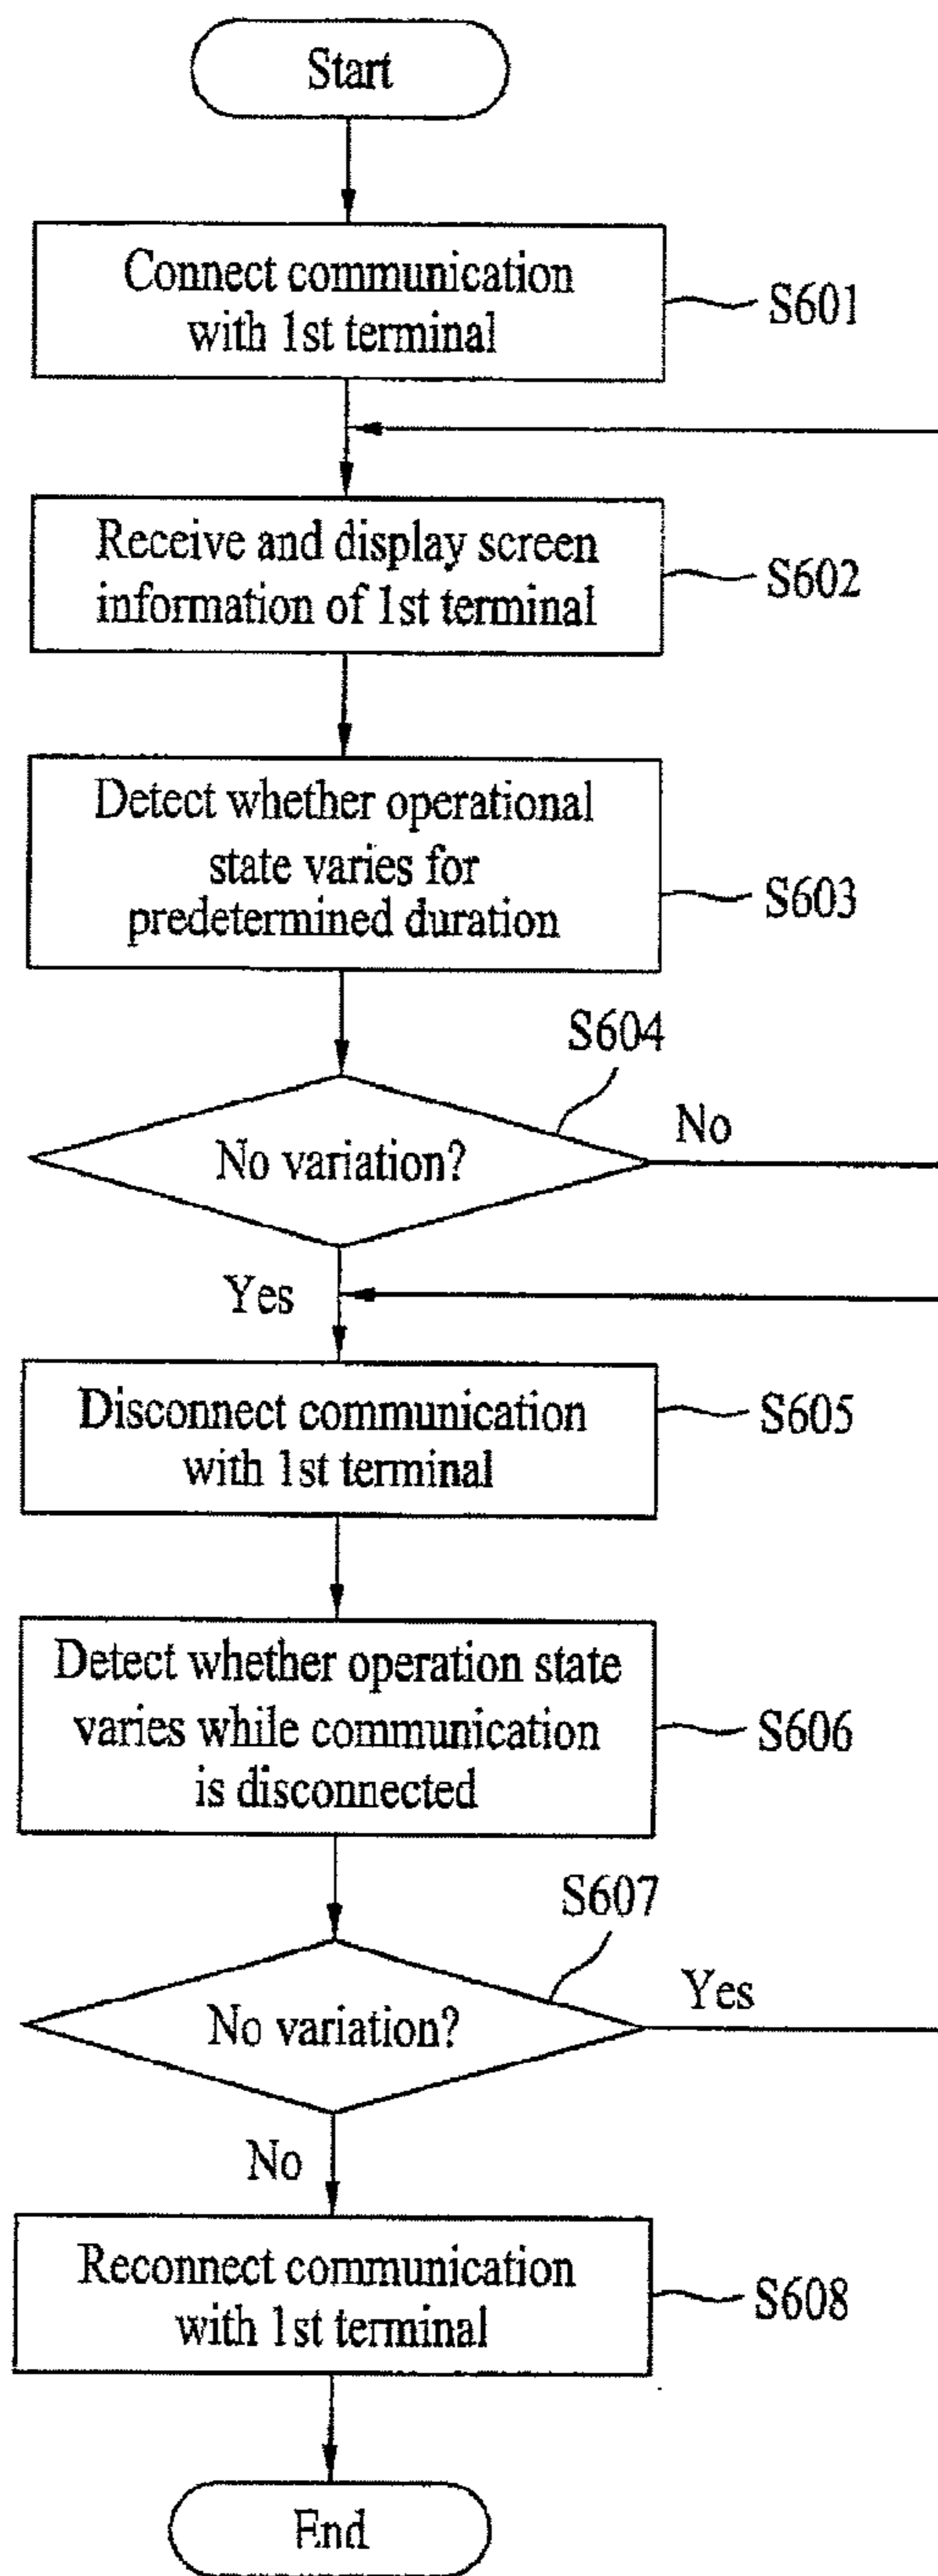 Start
Connect communication
with 1st terminal
S601
Receive and display screen
information of 1st terminal
S602
Detect whether operational
state varies for
predetermined duration
S603
S604
No variation?
No
Yes
Disconnect communication
with 1st terminal
S605
Detect whether operation state
varies while communication
is disconnected
S606
S607
No variation?
Yes
No
Reconnect communication
with 1st terminal
S608
End